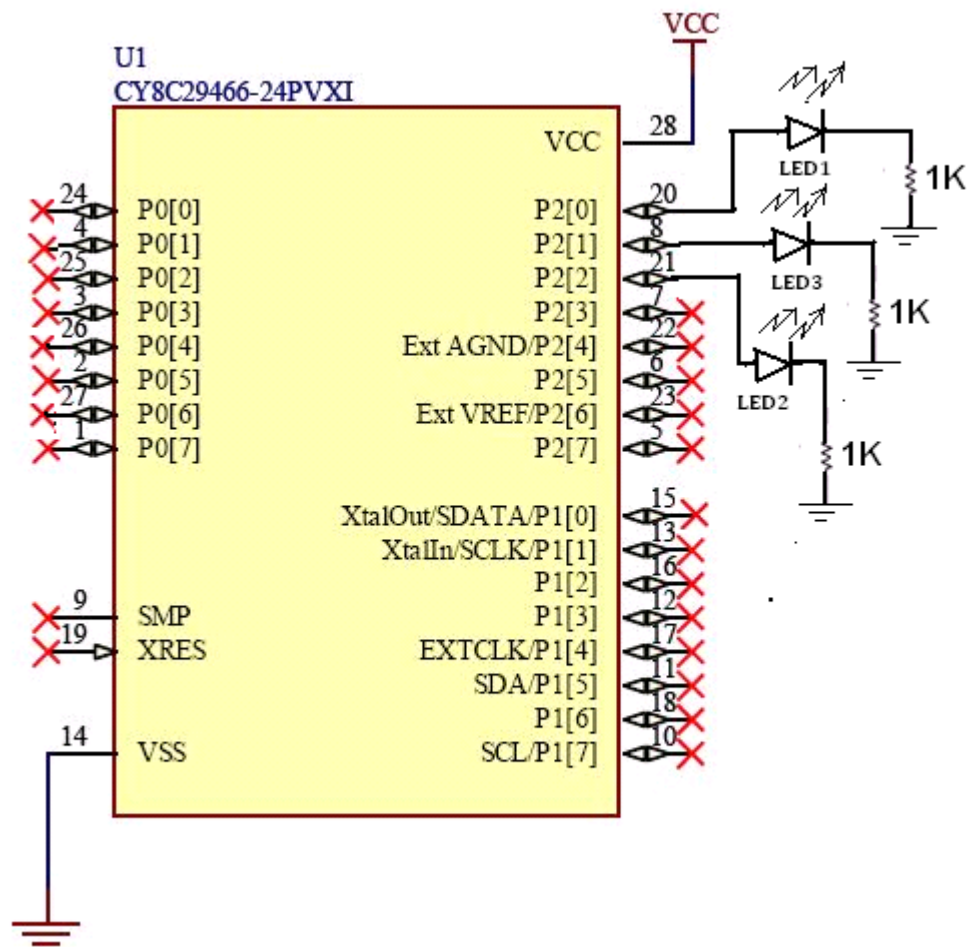 VCC
U1
CY8C29466-24PVXI
VCC 28
LED1
1K
24 P0[0]
P2[0] 20
4 P0[1]
P2[1] 8
LED3
1K
25 P0[2]
P2[2] 21
3 P0[3]
P2[3] 7
26 P0[4]
Ext AGND/P2[4] 22
2 P0[5]
P2[5] 6
LED2
1K
27 P0[6]
Ext VREF/P2[6] 23
1 P0[7]
P2[7] 5
XtalOut/SDATA/P1[0] 15
XtalIn/SCLK/P1[1] 13
P1[2] 16
9 SMP
P1[3] 12
19 XRES
EXTCLK/P1[4] 17
SDA/P1[5] 11
P1[6] 18
14 VSS
SCL/P1[7] 10